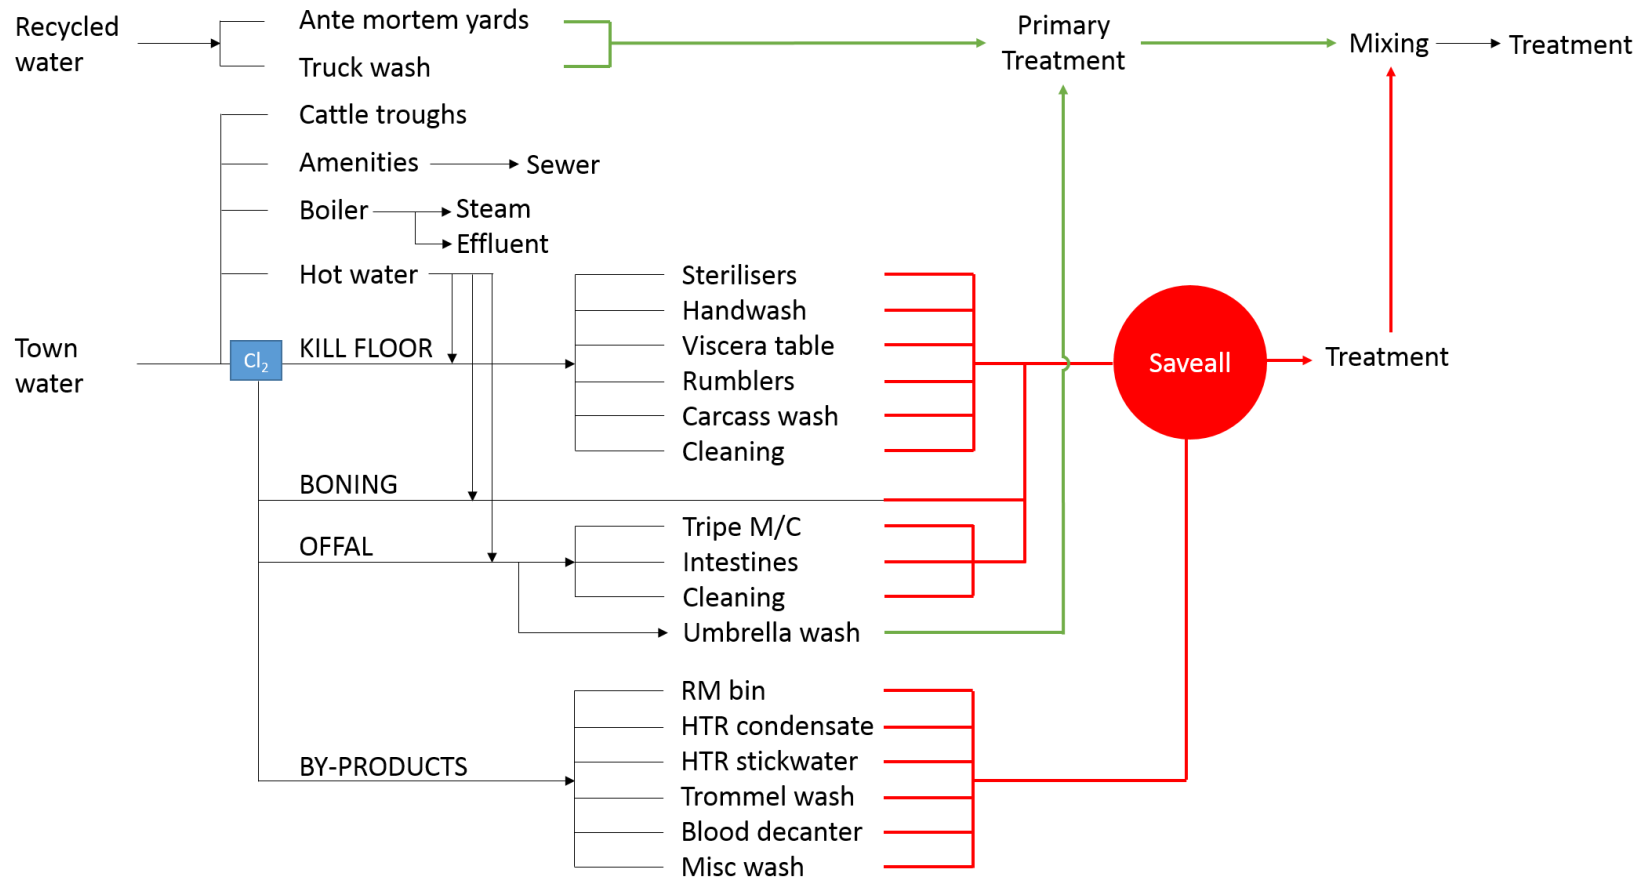 Recycled
water
Ante mortem yards
Truck wash
Primary
Treatment
Mixing
Treatment
Cattle troughs
Amenities
Sewer
Boiler
Steam
Effluent
Hot water
Town
water
Cl₂
KILL FLOOR
Sterilisers
Handwash
Viscera table
Rumblers
Carcass wash
Cleaning
Saveall
Treatment
BONING
OFFAL
Tripe M/C
Intestines
Cleaning
Umbrella wash
BY-PRODUCTS
RM bin
HTR condensate
HTR stickwater
Trommel wash
Blood decanter
Misc wash